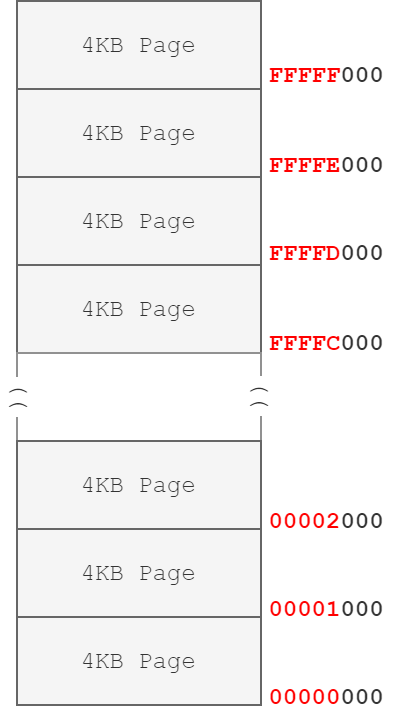 4KB Page
FFFFF000
4KB Page
FFFFE000
4KB Page
FFFFD000
4KB Page
FFFFC000
4KB Page
00002000
4KB Page
00001000
4KB Page
00000000